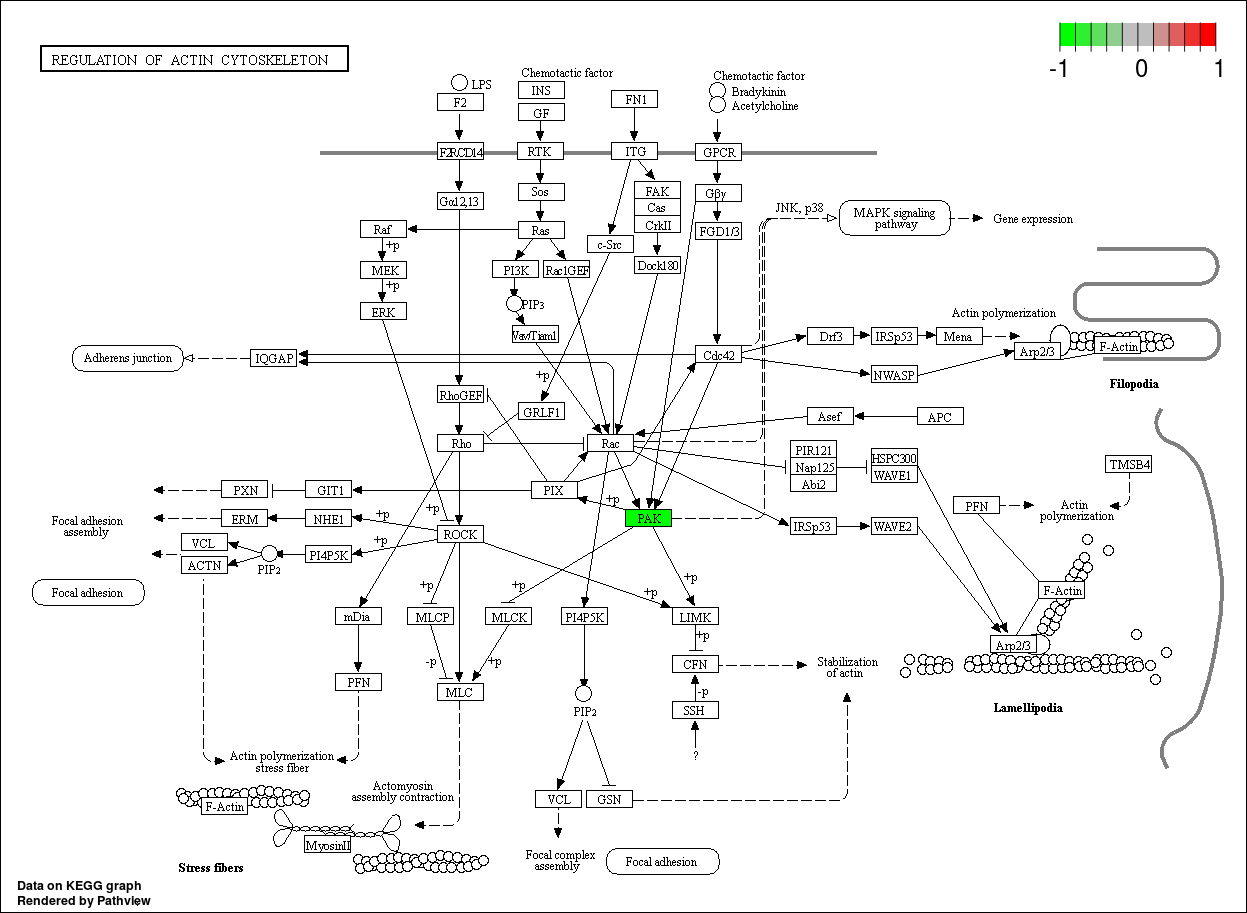 REGULATION OF ACTIN CYTOSKELETON
-1 0 1
Chemotactic factor
Chemotactic factor
LPS
INS
Bradykinin
F2
FN1
Acetylcholine
GF
F2RCD14
RTK
ITG
GPCR
Gα12,13
Sos
FAK
Gβγ
Cas
JNK, p38
MAPK signaling
pathway
Gene expression
Raf
Ras
CrkII
FGD1/3
+p
c-Src
MEK
PI3K
Rac1GEF
Dock180
+p
ERK
PIP3
Actin polymerization
Vav/Tiam1
Drf3
IRSp53
Mena
F-Actin
Arp2/3
Adherens junction
IQGAP
Cdc42
NWASP
Filopodia
+p
RhoGEF
GRLF1
Asef
APC
Rho
Rac
PIR121
Nap125
Abi2
HSPC300
WAVE1
TMSB4
PXN
GIT1
PIX
+p
PFN
Actin
polymerization
Focal adhesion
assembly
ERM
NHE1
+p
+p
PAK
IRSp53
WAVE2
ROCK
VCL
+p
ACTN
PIP2
PI4P5K
Focal adhesion
+p
+p
+p
+p
F-Actin
mDia
MLCP
MLCK
PI4P5K
LIMK
+p
Arp2/3
-p
+p
CFN
Stabilization
of actin
PFN
MLC
-p
SSH
PIP2
Lamellipodia
?
Actin polymerization
stress fiber
Actomyosin
assembly contraction
VCL
GSN
F-Actin
MyosinII
Stress fibers
Focal complex
assembly
Focal adhesion
Data on KEGG graph
Rendered by Pathview